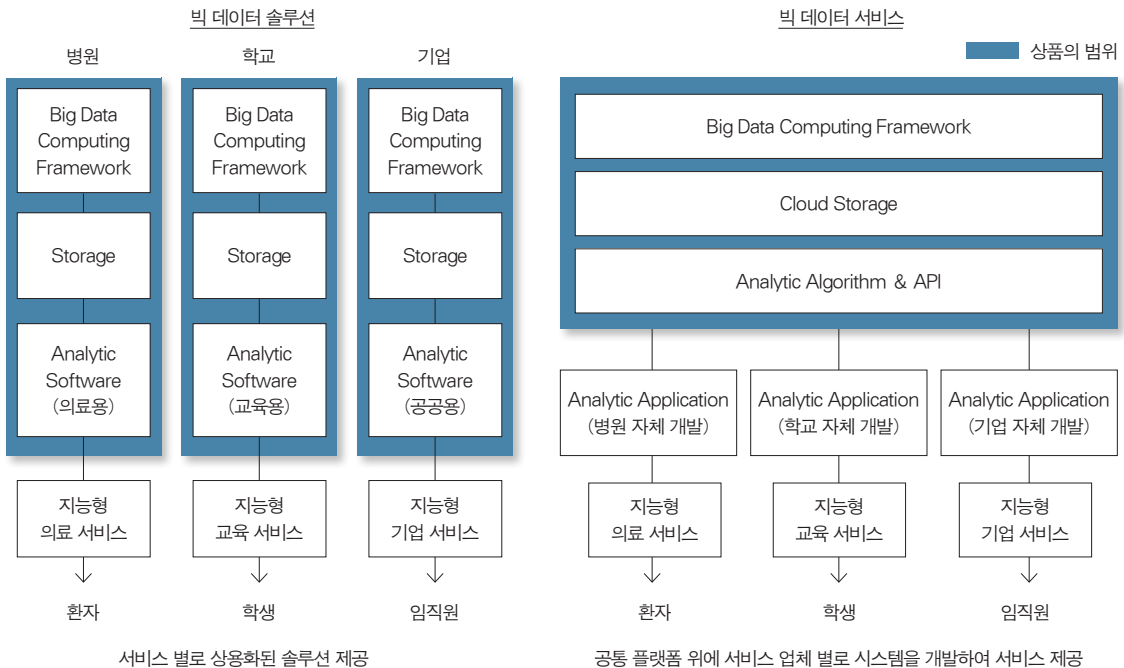 빅 데이터 솔루션
병원
학교
기업
Big Data
Computing
Framework
Big Data
Computing
Framework
Big Data
Computing
Framework
Storage
Storage
Storage
Analytic
Software
(의료용)
Analytic
Software
(교육용)
Analytic
Software
(공공용)
지능형
의료 서비스
지능형
교육 서비스
지능형
기업 서비스
환자
학생
임직원
서비스 별로 상용화된 솔루션 제공
빅 데이터 서비스
상품의 범위
Big Data Computing Framework
Cloud Storage
Analytic Algorithm & API
Analytic Application
(병원 자체 개발)
Analytic Application
(학교 자체 개발)
Analytic Application
(기업 자체 개발)
지능형
의료 서비스
지능형
교육 서비스
지능형
기업 서비스
환자
학생
임직원
공통 플랫폼 위에 서비스 업체 별로 시스템을 개발하여 서비스 제공